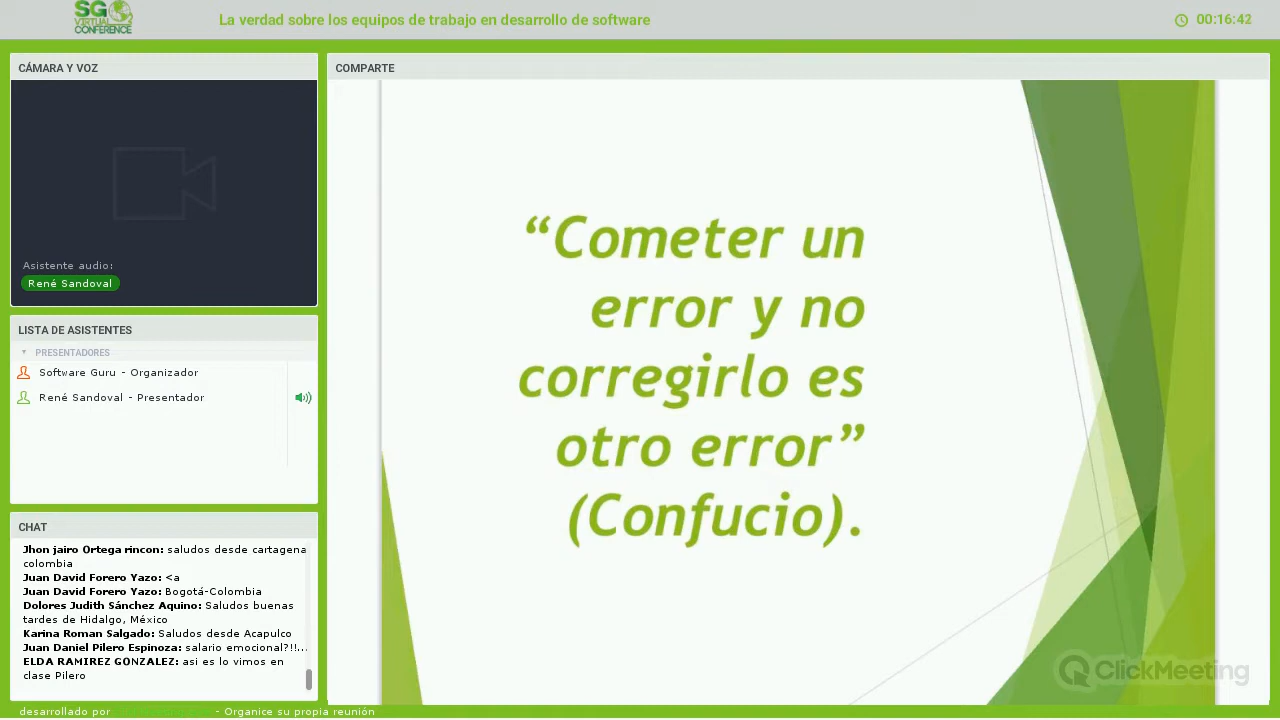 SG
VIRTUAL
CONFERENCE
La verdad sobre los equipos de trabajo en desarrollo de software
00:16:42
CÁMARA Y VOZ
Asistente audio:
René Sandoval
LISTA DE ASISTENTES
PRESENTADORES
Software Guru - Organizador
René Sandoval - Presentador
CHAT
Jhon jairo Ortega rincon: saludos desde cartagena
colombia
Juan David Forero Yazo: <a
Juan David Forero Yazo: Bogotá-Colombia
Dolores Judith Sánchez Aquino: Saludos buenas
tardes de Hidalgo, México
Karina Roman Salgado: Saludos desde Acapulco
Juan Daniel Pilero Espinoza: salario emocional?!!...
ELDA RAMIREZ GONZALEZ: asi es lo vimos en
clase Pilero
COMPARTE
“Cometer un
error y no
corregirlo es
otro error”
(Confucio).
ClickMeeting
desarrollado por
- Organice su propia reunión